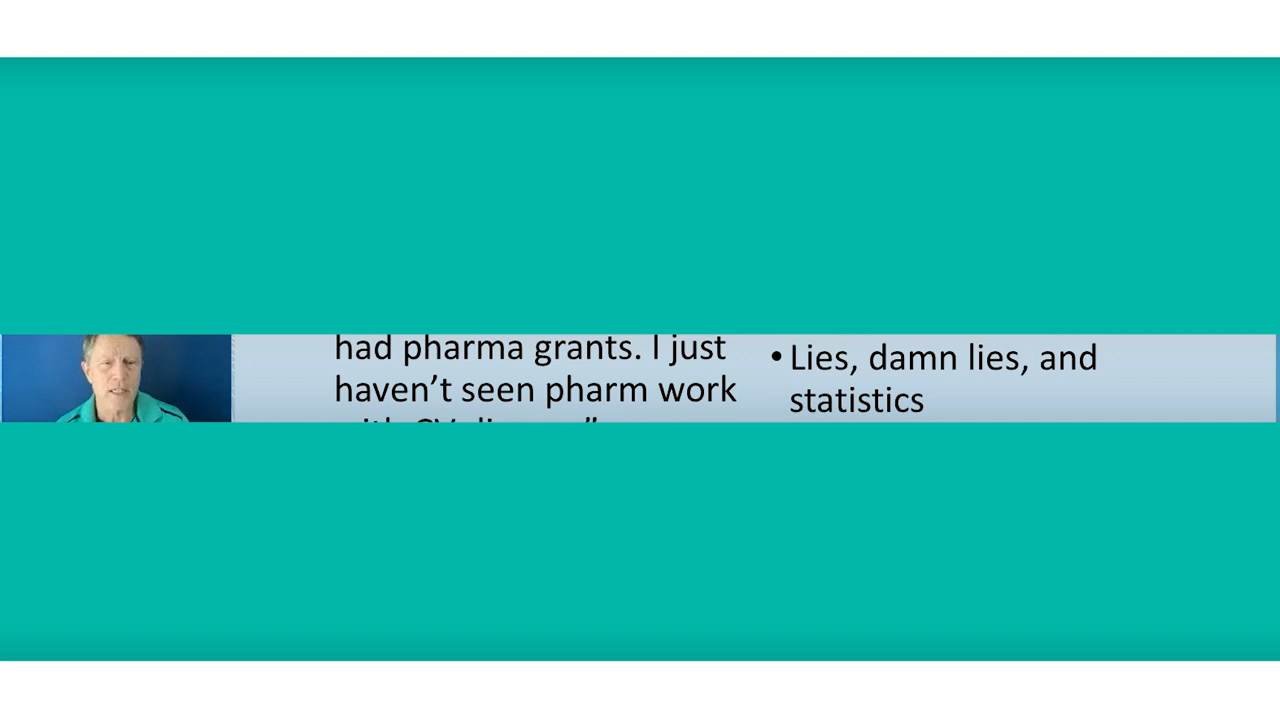 had pharma grants. I just
haven’t seen pharm work
• Lies, damn lies, and
statistics